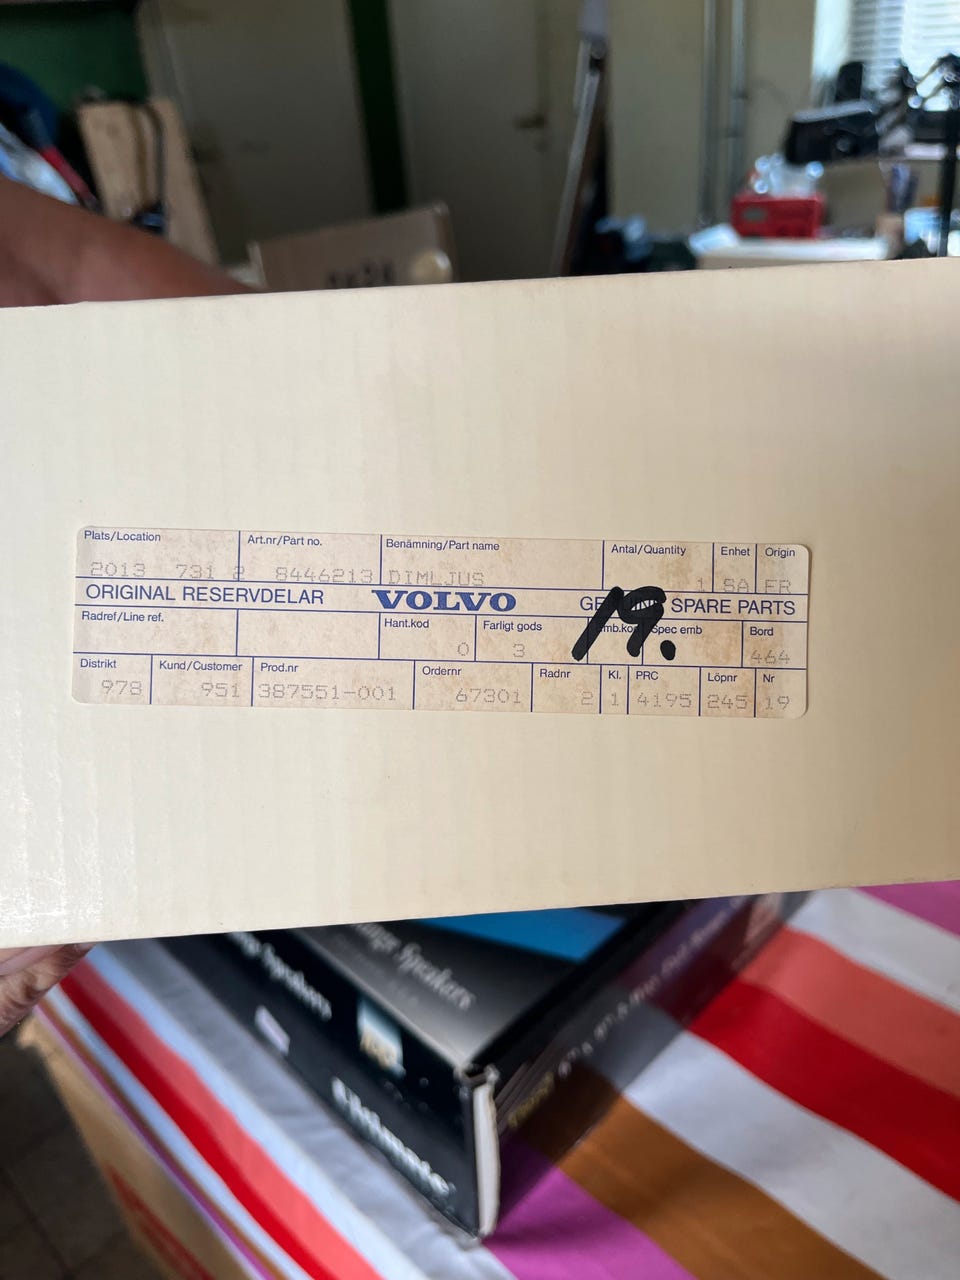 Plats/Location Art.nr/Part no. Benämning/Part name Antal/Quantity Enhet Origin
2013 731 2 8446213 DIMLJUS 1 SA FR
ORIGINAL RESERVDELAR VOLVO SPARE PARTS
19.
Radref/Line ref. Hant.kod Farligt gods Spec emb Bord
0 3 464
Distrikt Kund/Customer Prod.nr Ordernr Radnr Kl. PRC Löpnr Nr
978 951 387551-001 67301 2 1 4195 245 19
Speakers
Ultimate